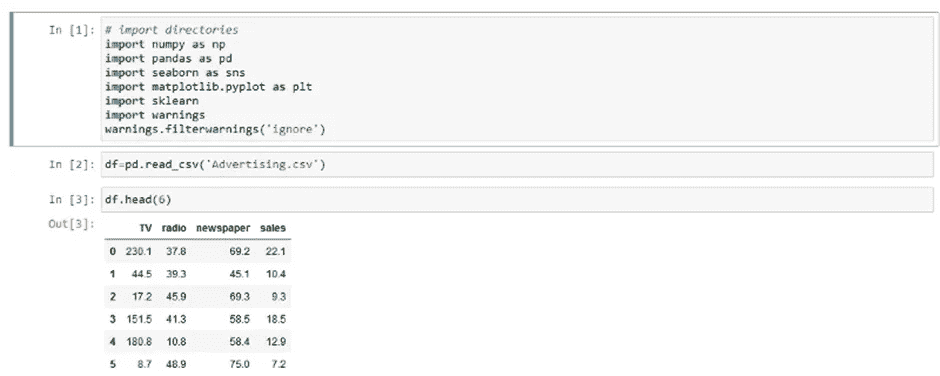 In [1]: # import directories
import numpy as np
import pandas as pd
import seaborn as sns
import matplotlib.pyplot as plt
import sklearn
import warnings
warnings.filterwarnings('ignore')
In [2]: df=pd.read_csv('Advertising.csv')
In [3]: df.head(6)
Out[3]:
TV radio newspaper sales
0 230.1 37.8 69.2 22.1
1 44.5 39.3 45.1 10.4
2 17.2 45.9 69.3 9.3
3 151.5 41.3 58.5 18.5
4 180.8 10.8 58.4 12.9
5 8.7 48.9 75.0 7.2